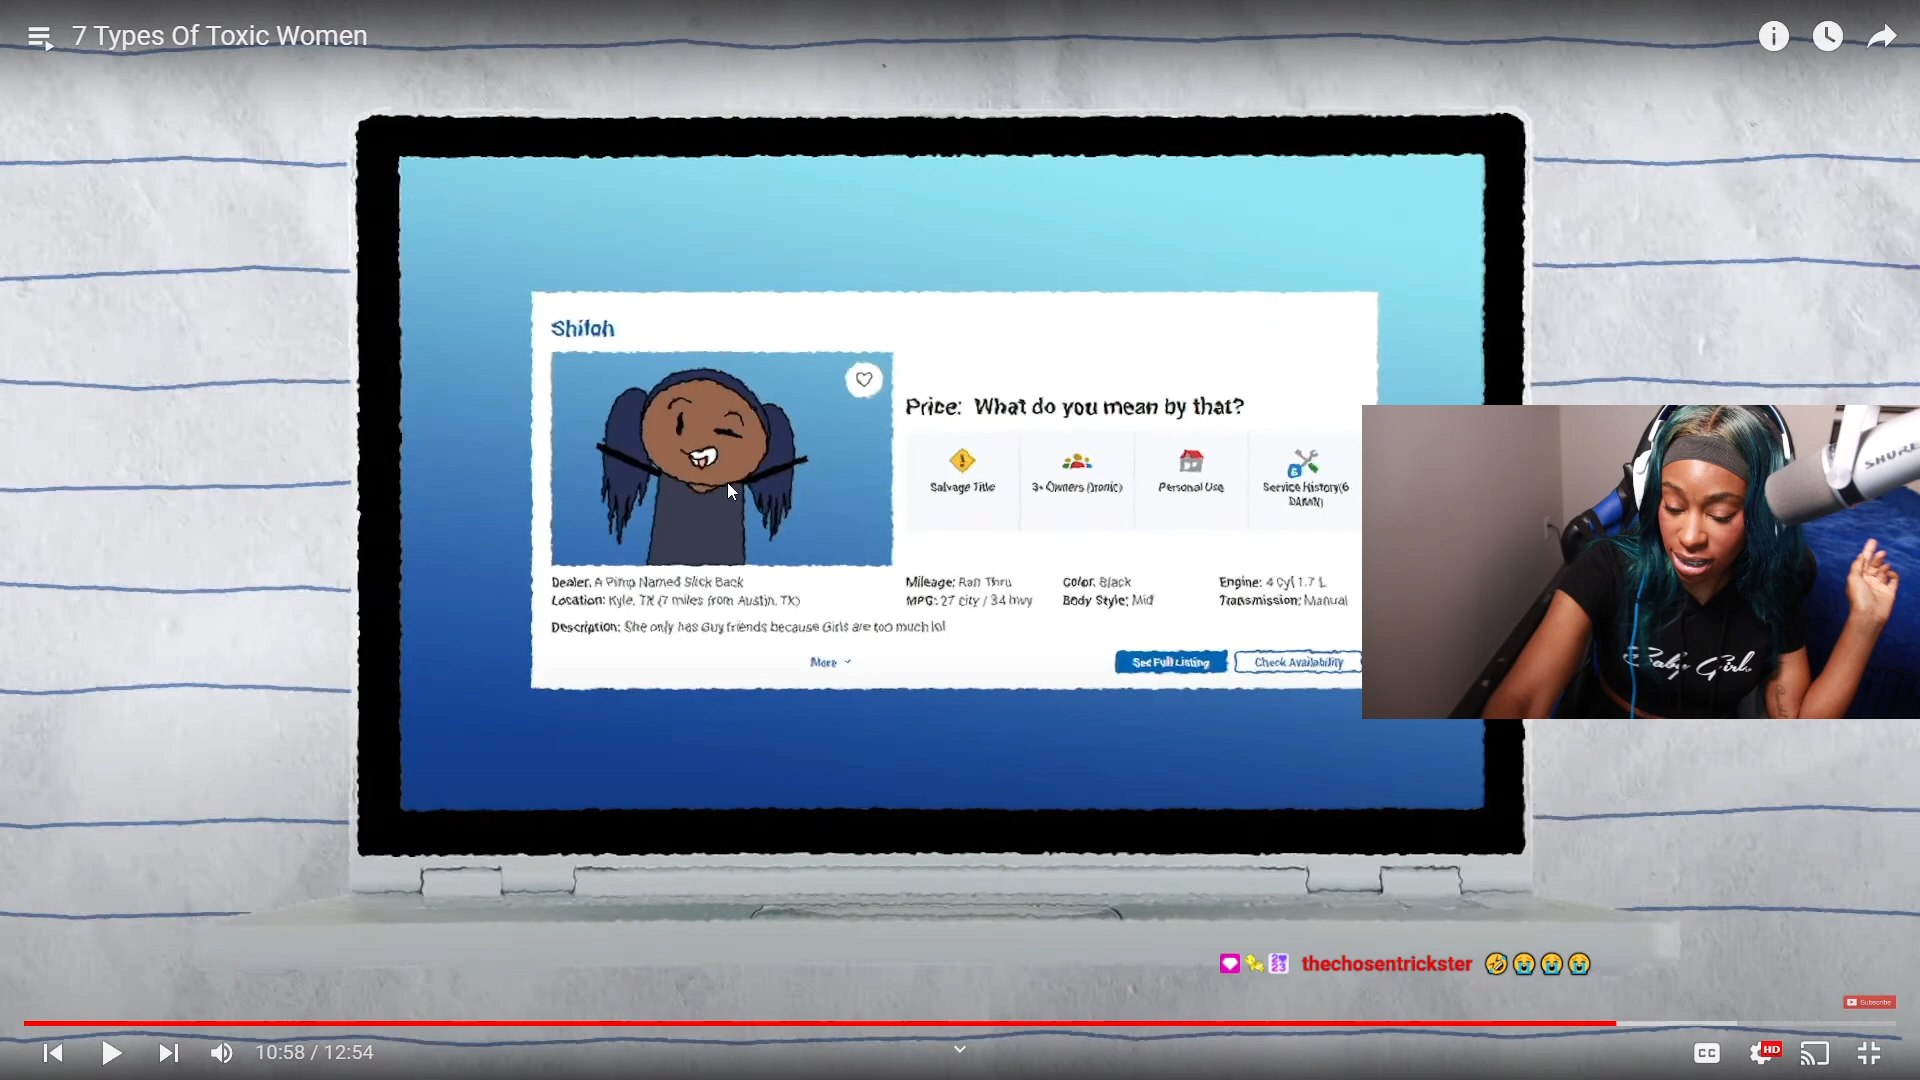 7 Types Of Toxic Women
Shiloh
Price: What do you mean by that?
Salvage Title
3+ Owners (Ironic)
Personal Use
Service History(6 DAMN)
Dealer: A Pimp Named Slick Back
Location: Kyle, TX (7 miles from Austin, TX)
Mileage: Ran Thru
MPG: 27 city / 34 hwy
Color: Black
Body Style: Mid
Engine: 4 Cyl 1.7 L
Transmission: Manual
Description: She only has Guy friends because Girls are too much lol
More
See Full Listing
Check Availability
SHURE
Baby Girl
23
thechosentrickster
Subscribe
10:58 / 12:54
CC
HD